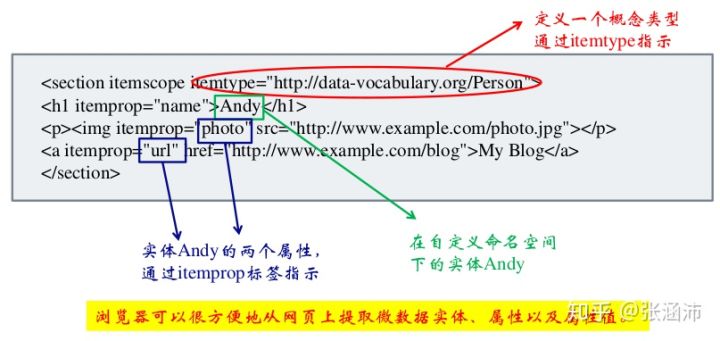 定义一个概念类型
通过itemtype指示
<section itemscope itemtype="http://data-vocabulary.org/Person">
<h1 itemprop="name">Andy</h1>
<p><img itemprop="photo" src="http://www.example.com/photo.jpg"></p>
<a itemprop="url" href="http://www.example.com/blog">My Blog</a>
</section>
实体Andy的两个属性，
通过itemprop标签指示
在自定义命名空间
下的实体Andy
浏览器可以很方便地从网页上提取微数据实体、属性以及属性值。
知乎 @张涵沛